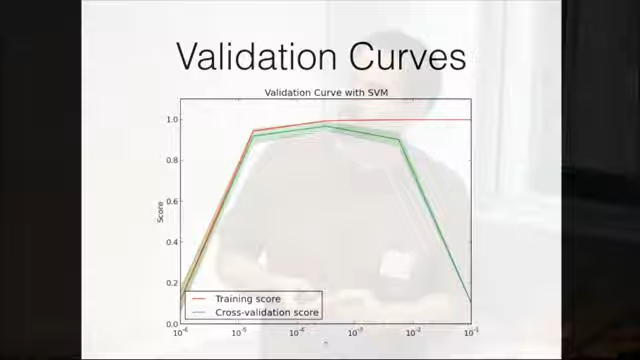 Validation Curves
Validation Curve with SVM
1.0
0.8
0.6
0.4
0.2
0.0
Score
Training score
Cross-validation score
10^-6
10^-5
10^-4
10^-3
10^-2
10^-1